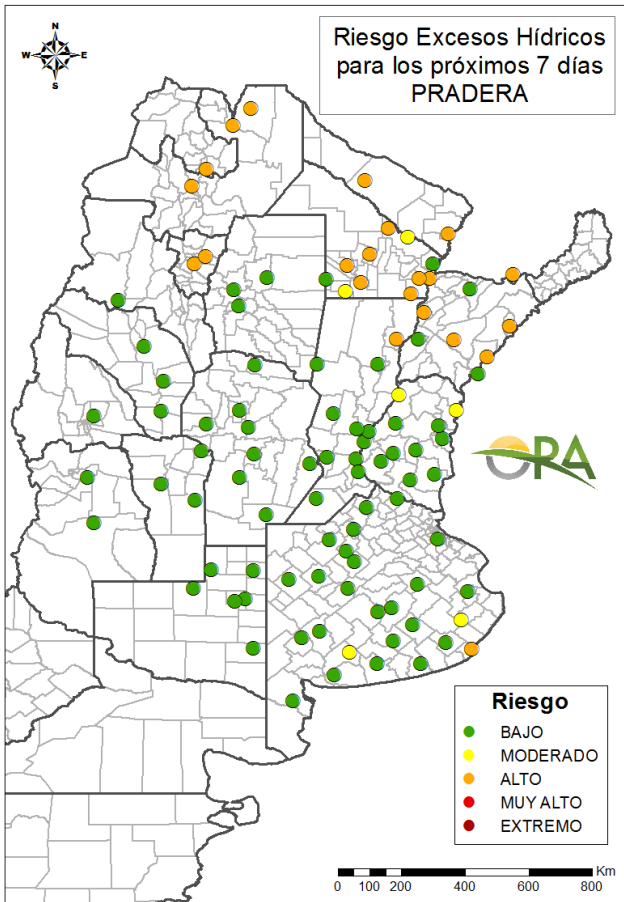 Riesgo Excesos Hídricos
para los próximos 7 días
PRADERA
N
W E
S
ORA
Riesgo
BAJO
MODERADO
ALTO
MUY ALTO
EXTREMO
Km
0 100 200 400 600 800